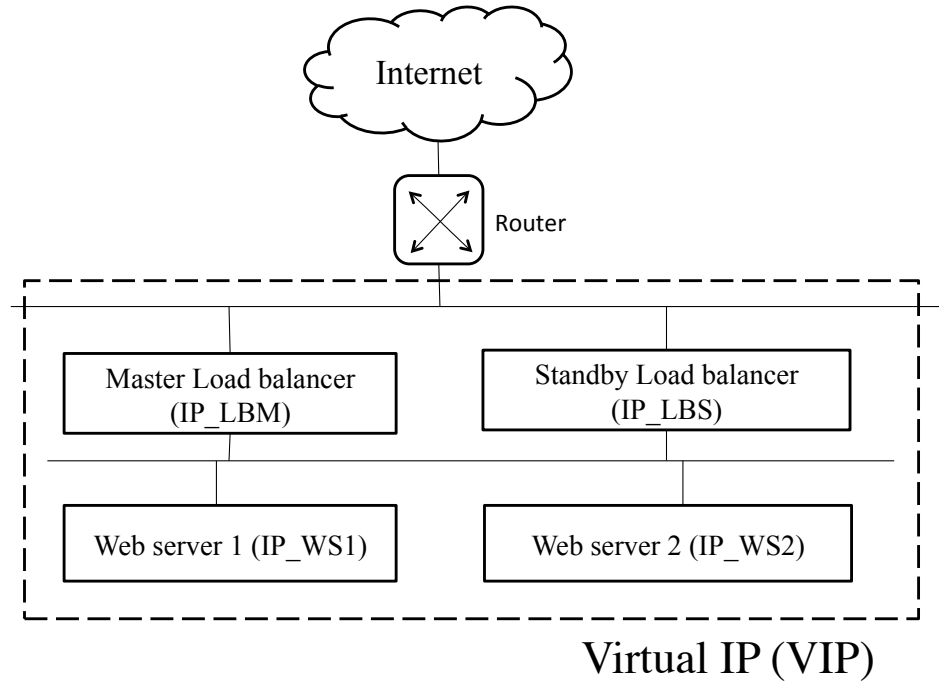 Internet
Router
Master Load balancer
(IP_LBM)
Standby Load balancer
(IP_LBS)
Web server 1 (IP_WS1)
Web server 2 (IP_WS2)
Virtual IP (VIP)